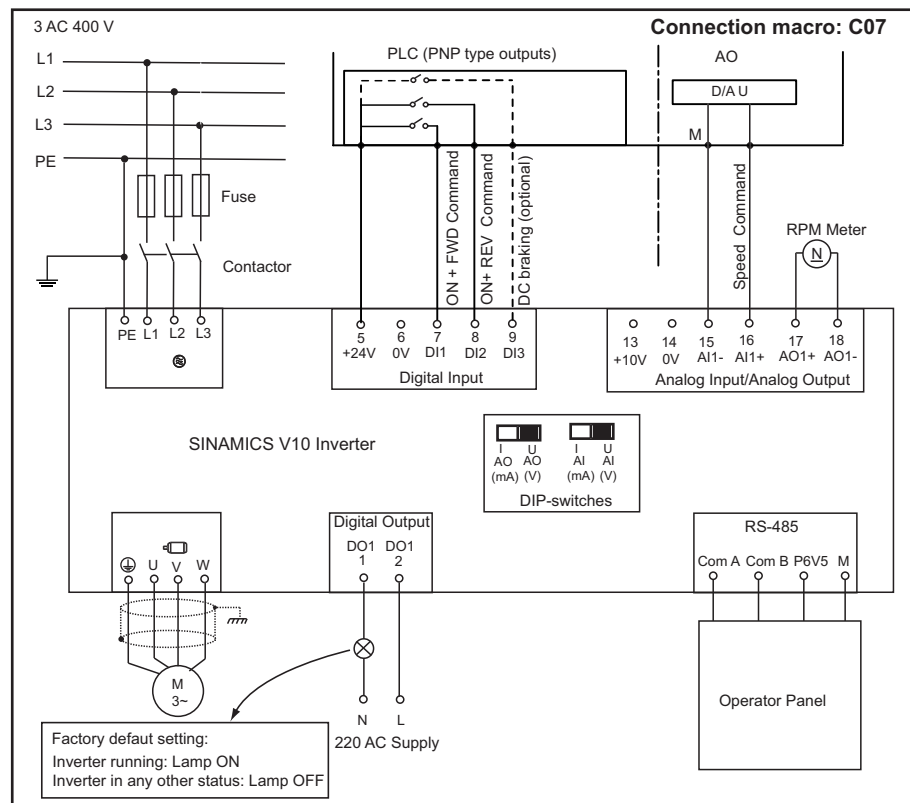 3 AC 400 V
Connection macro: C07
L1
L2
L3
PE
Fuse
Contactor
PLC (PNP type outputs)
AO
D/A U
M
ON + FWD Command
ON+ REV Command
DC braking (optional)
Speed Command
RPM Meter
N
PE L1 L2 L3
5 6 7 8 9
+24V 0V DI1 DI2 DI3
Digital Input
13 14 15 16 17 18
+10V 0V AI1- AI1+ AO1+ AO1-
Analog Input/Analog Output
SINAMICS V10 Inverter
I U I U
AO AO AI AI
(mA) (V) (mA) (V)
DIP-switches
U V W
Digital Output
DO1 DO1
1 2
RS-485
Com A Com B P6V5 M
M
3~
N L
220 AC Supply
Operator Panel
Factory defaut setting:
Inverter running: Lamp ON
Inverter in any other status: Lamp OFF